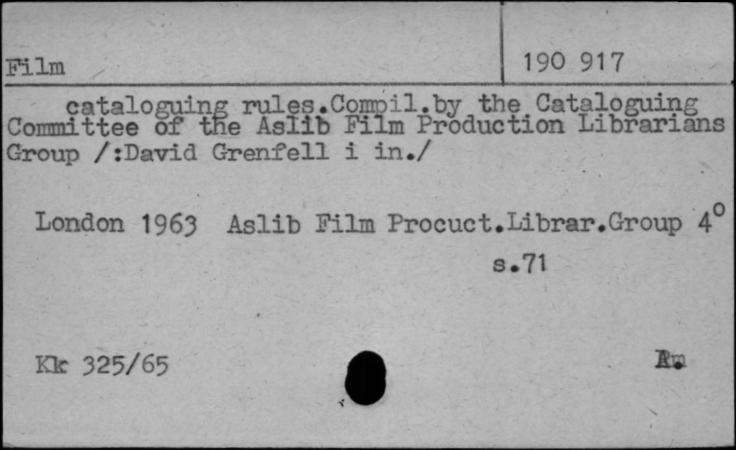 Film
190 917
cataloguing rules.Compil.by the Cataloguing
Committee of the Aslib Film Production Librarians
Group /:David Grenfell i in./
London 1963 Aslib Film Procuct.Librar.Group 4°
s.71
Kk 325/65